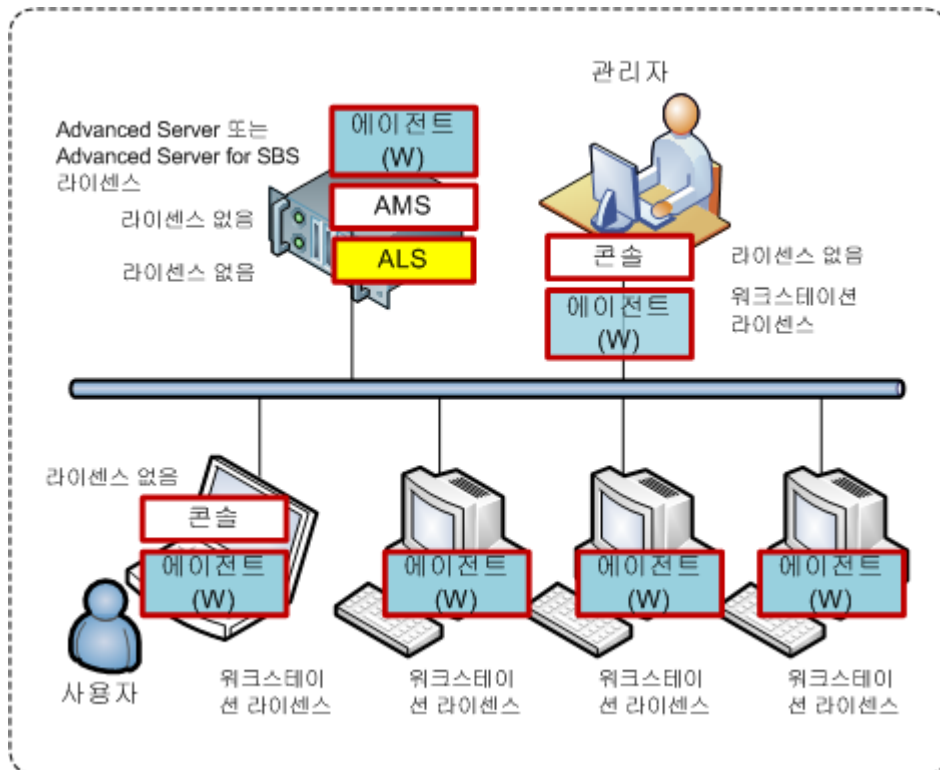 관리자
Advanced Server 또는
Advanced Server for SBS
라이센스
에이전트
(W)
라이센스 없음
AMS
라이센스 없음
ALS
콘솔
라이센스 없음
에이전트
(W)
워크스테이션
라이센스
라이센스 없음
콘솔
에이전트
(W)
에이전트
(W)
에이전트
(W)
에이전트
(W)
사용자
워크스테이
션 라이센스
워크스테이
션 라이센스
워크스테이
션 라이센스
워크스테이
션 라이센스